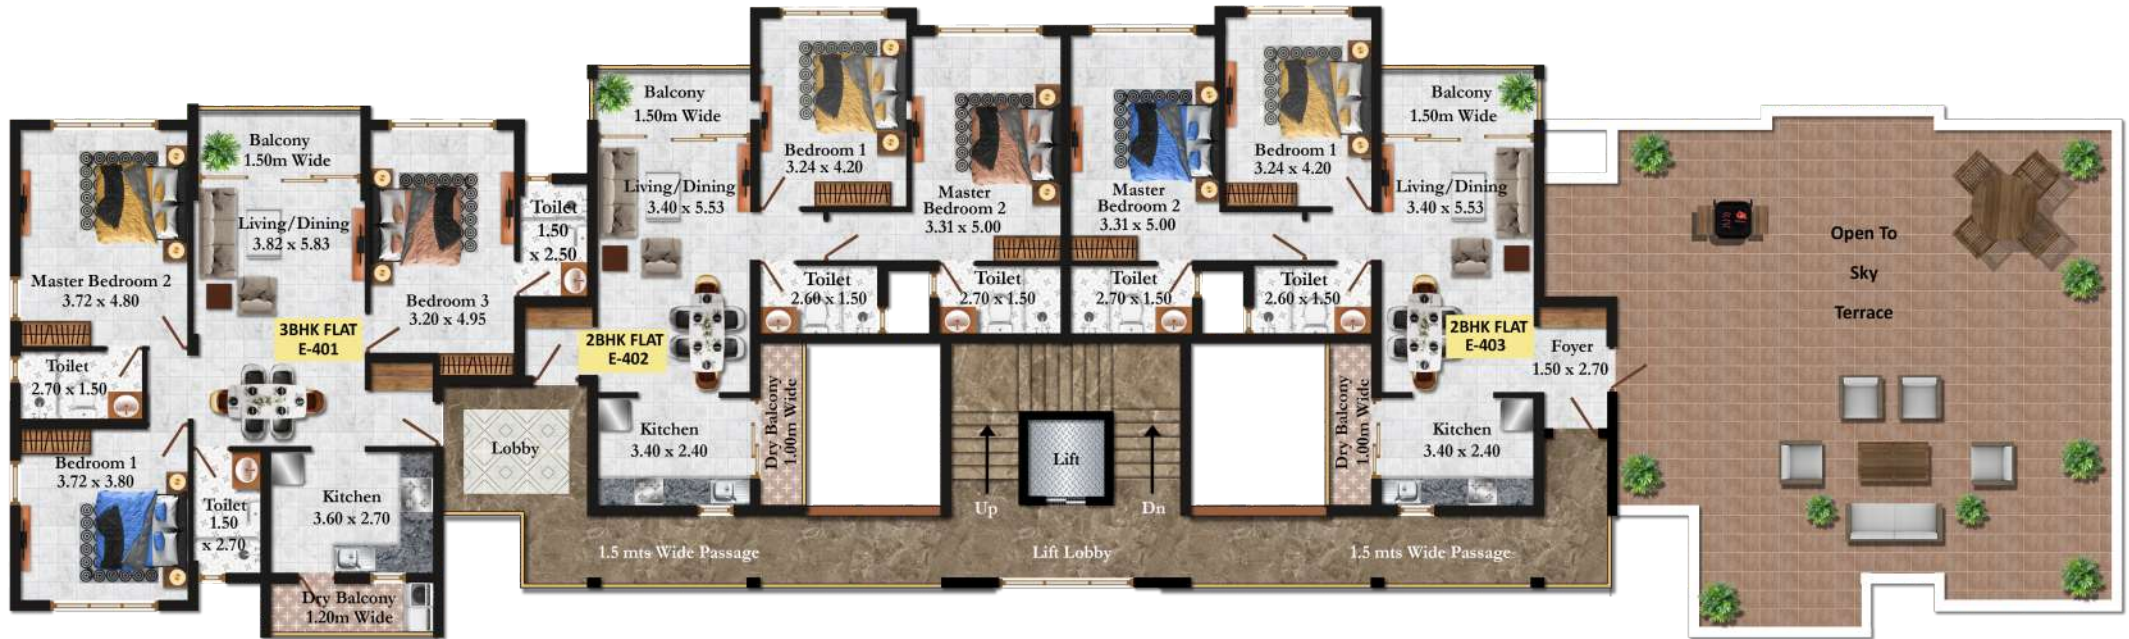 Balcony
1.50m Wide
Living/Dining
3.82 x 5.83
Master Bedroom 2
3.72 x 4.80
Bedroom 3
3.20 x 4.95
Toilet
1.50
x 2.50
3BHK FLAT
E-401
Toilet
2.70 x 1.50
Bedroom 1
3.72 x 3.80
Toilet
1.50
x 2.70
Kitchen
3.60 x 2.70
Dry Balcony
1.20m Wide
Lobby
Balcony
1.50m Wide
Living/Dining
3.40 x 5.53
Bedroom 1
3.24 x 4.20
Master
Bedroom 2
3.31 x 5.00
Toilet
2.60 x 1.50
Toilet
2.70 x 1.50
2BHK FLAT
E-402
Kitchen
3.40 x 2.40
Dry Balcony
1.00m Wide
Up
Lift
Dn
1.5 mts Wide Passage
Lift Lobby
1.5 mts Wide Passage
Master
Bedroom 2
3.31 x 5.00
Bedroom 1
3.24 x 4.20
Balcony
1.50m Wide
Living/Dining
3.40 x 5.53
Toilet
2.70 x 1.50
Toilet
2.60 x 1.50
2BHK FLAT
E-403
Foyer
1.50 x 2.70
Dry Balcony
1.00m Wide
Kitchen
3.40 x 2.40
Open To
Sky
Terrace